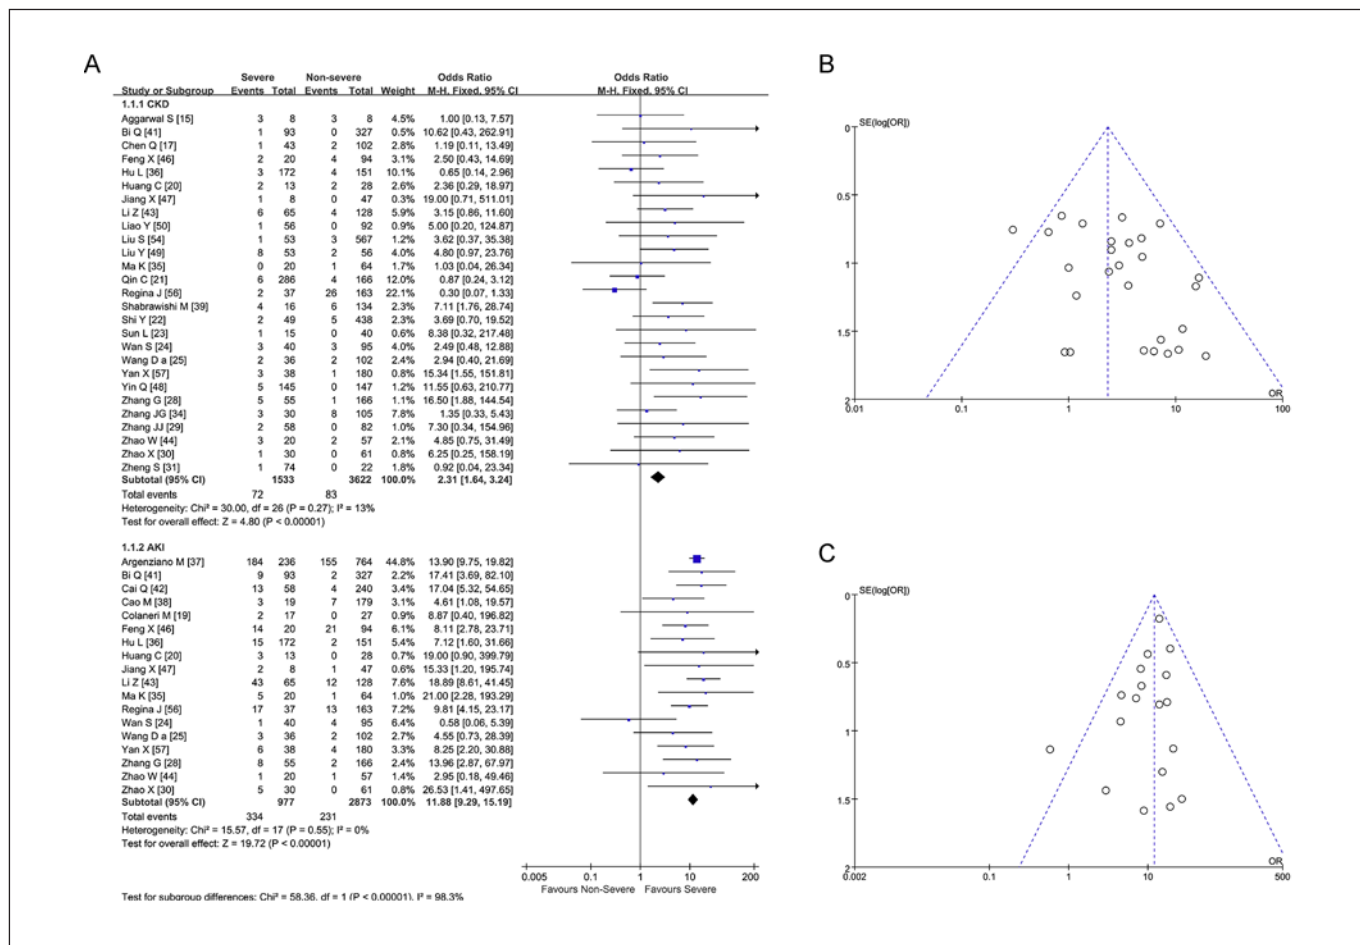 A
Severe Non-severe Odds Ratio Odds Ratio
Study or Subgroup Events Total Events Total Weight M-H, Fixed, 95% CI M-H, Fixed, 95% CI
1.1.1 CKD
Aggarwal S [15] 3 8 3 8 4.5% 1.00 [0.13, 7.57]
Bi Q [41] 1 93 0 327 0.5% 10.62 [0.43, 262.91]
Chen Q [17] 1 43 2 102 2.8% 1.19 [0.11, 13.49]
Feng X [46] 2 20 4 94 3.1% 2.50 [0.43, 14.69]
Hu L [36] 3 172 4 151 10.1% 0.65 [0.14, 2.96]
Huang C [20] 2 13 2 28 2.6% 2.36 [0.29, 18.97]
Jiang X [47] 1 8 0 47 0.3% 19.00 [0.71, 511.01]
Li Z [43] 6 65 4 128 5.9% 3.15 [0.86, 11.60]
Liao Y [50] 1 56 0 92 0.9% 5.00 [0.20, 124.87]
Liu S [54] 1 53 3 567 1.2% 3.62 [0.37, 35.38]
Liu Y [49] 8 53 2 56 4.0% 4.80 [0.97, 23.76]
Ma K [35] 0 20 1 64 1.7% 1.03 [0.04, 26.34]
Qin C [21] 6 286 4 166 12.1% 0.87 [0.24, 3.12]
Regina J [56] 2 37 26 163 22.1% 0.30 [0.07, 1.33]
Shabrawishi M [39] 4 16 6 134 2.3% 7.11 [1.76, 28.74]
Shi Y [22] 2 49 5 438 2.3% 3.69 [0.70, 19.52]
Sun L [23] 1 15 0 40 0.6% 8.38 [0.32, 217.48]
Wan S [24] 3 40 3 95 4.0% 2.49 [0.48, 12.88]
Wang D a [25] 2 36 2 102 2.4% 2.94 [0.40, 21.69]
Yan X [57] 3 38 1 180 0.8% 15.34 [1.55, 151.81]
Yin Q [48] 5 145 0 147 1.2% 11.55 [0.63, 210.77]
Zhang G [28] 5 55 1 166 1.1% 16.50 [1.88, 144.54]
Zhang JG [34] 3 30 8 105 7.8% 1.35 [0.33, 5.43]
Zhang JJ [29] 2 58 0 82 1.0% 7.30 [0.34, 154.96]
Zhao W [44] 3 20 2 57 2.1% 4.85 [0.75, 31.49]
Zhao X [30] 1 30 0 61 0.8% 6.25 [0.25, 158.19]
Zheng S [31] 1 74 0 22 1.8% 0.92 [0.04, 23.34]
Subtotal (95% CI) 1533 3622 100.0% 2.31 [1.64, 3.24]
Total events 72 83
Heterogeneity: Chi² = 30.00, df = 26 (P = 0.27); I² = 13%
Test for overall effect: Z = 4.80 (P < 0.00001)
1.1.2 AKI
Argenziano M [37] 184 236 155 764 44.8% 13.90 [9.75, 19.82]
Bi Q [41] 9 93 2 327 2.2% 17.41 [3.69, 82.10]
Cai Q [42] 13 58 4 240 3.4% 17.04 [5.32, 54.65]
Cao M [38] 3 19 7 179 3.1% 4.61 [1.08, 19.57]
Colaneri M [19] 2 17 0 27 0.9% 8.87 [0.40, 196.82]
Feng X [46] 14 20 21 94 6.1% 8.11 [2.78, 23.71]
Hu L [36] 15 172 2 151 5.4% 7.12 [1.60, 31.66]
Huang C [20] 3 13 0 28 0.7% 19.00 [0.90, 399.79]
Jiang X [47] 2 8 1 47 0.6% 15.33 [1.20, 195.74]
Li Z [43] 43 65 12 128 8.2% 18.89 [8.61, 41.45]
Ma K [35] 5 20 1 64 1.0% 21.00 [2.28, 193.29]
Regina J [56] 17 37 13 163 7.2% 9.81 [4.15, 23.17]
Wan S [24] 1 40 4 95 6.4% 0.58 [0.06, 5.39]
Wang D a [25] 3 36 2 102 2.5% 4.55 [0.73, 28.39]
Yan X [57] 6 38 4 180 3.3% 8.25 [2.20, 30.88]
Zhang G [28] 8 55 2 166 2.1% 13.96 [2.87, 67.97]
Zhao W [44] 1 20 1 57 1.4% 2.95 [0.18, 49.46]
Zhao X [30] 5 30 0 61 0.8% 26.53 [1.41, 497.65]
Subtotal (95% CI) 977 2873 100.0% 11.88 [9.29, 15.19]
Total events 334 231
Heterogeneity: Chi² = 15.57, df = 17 (P = 0.55); I² = 0%
Test for overall effect: Z = 19.72 (P < 0.00001)
0.005 0.1 1 10 200
Favours Non-Severe Favours Severe
Test for subgroup differences: Chi² = 58.36, df = 1 (P < 0.00001), I² = 98.3%
B
SE(log[OR])
0
0.5
1
1.5
2
OR
0.01 0.1 1 10 100
C
SE(log[OR])
0
0.5
1
1.5
2
OR
0.002 0.1 1 10 500